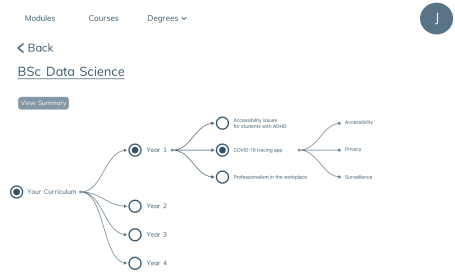 Modules
Courses
Degrees
J
Back
BSc Data Science
View Summary
Accessibility issues
for students with ADHD
Accessibility
Year 1
COVID-19 tracing app
Privacy
Professionalism in the workplace
Surveillance
Your Curriculum
Year 2
Year 3
Year 4